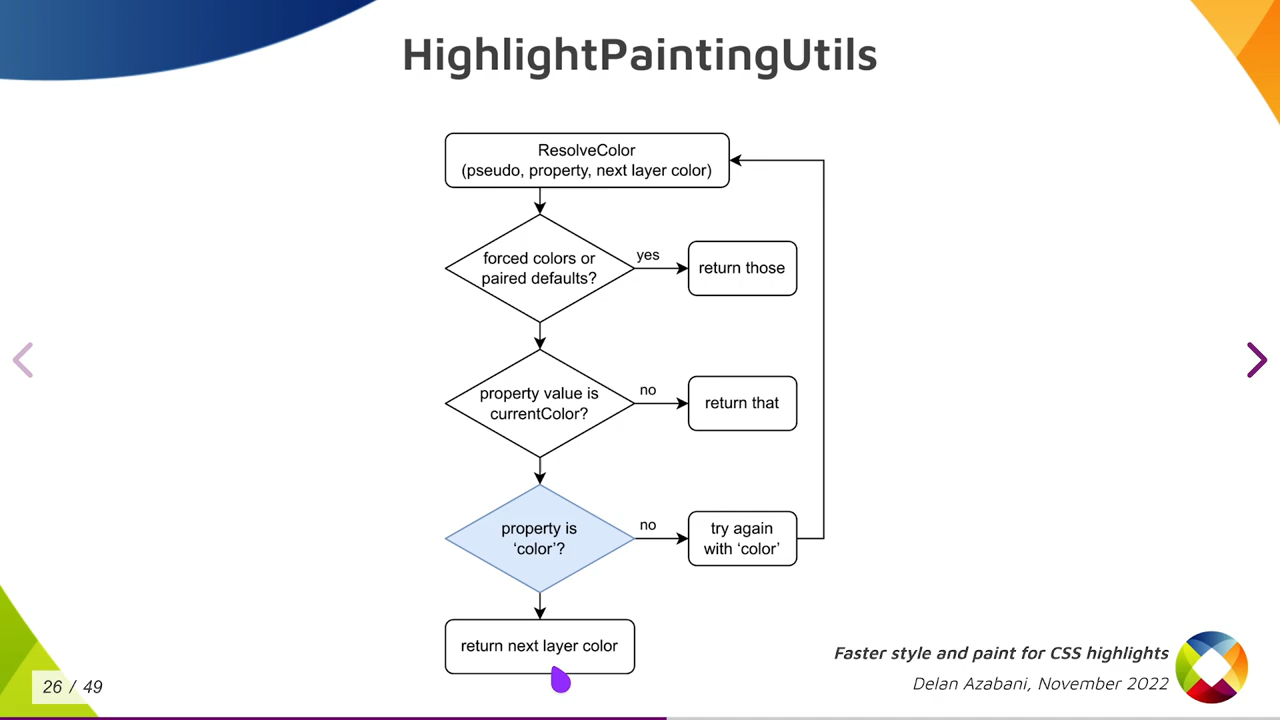 HighlightPaintingUtils
ResolveColor
(pseudo, property, next layer color)
forced colors or
paired defaults?
yes
return those
property value is
currentColor?
no
return that
property is
‘color’?
no
try again
with ‘color’
return next layer color
Faster style and paint for CSS highlights
Delan Azabani, November 2022
26 / 49